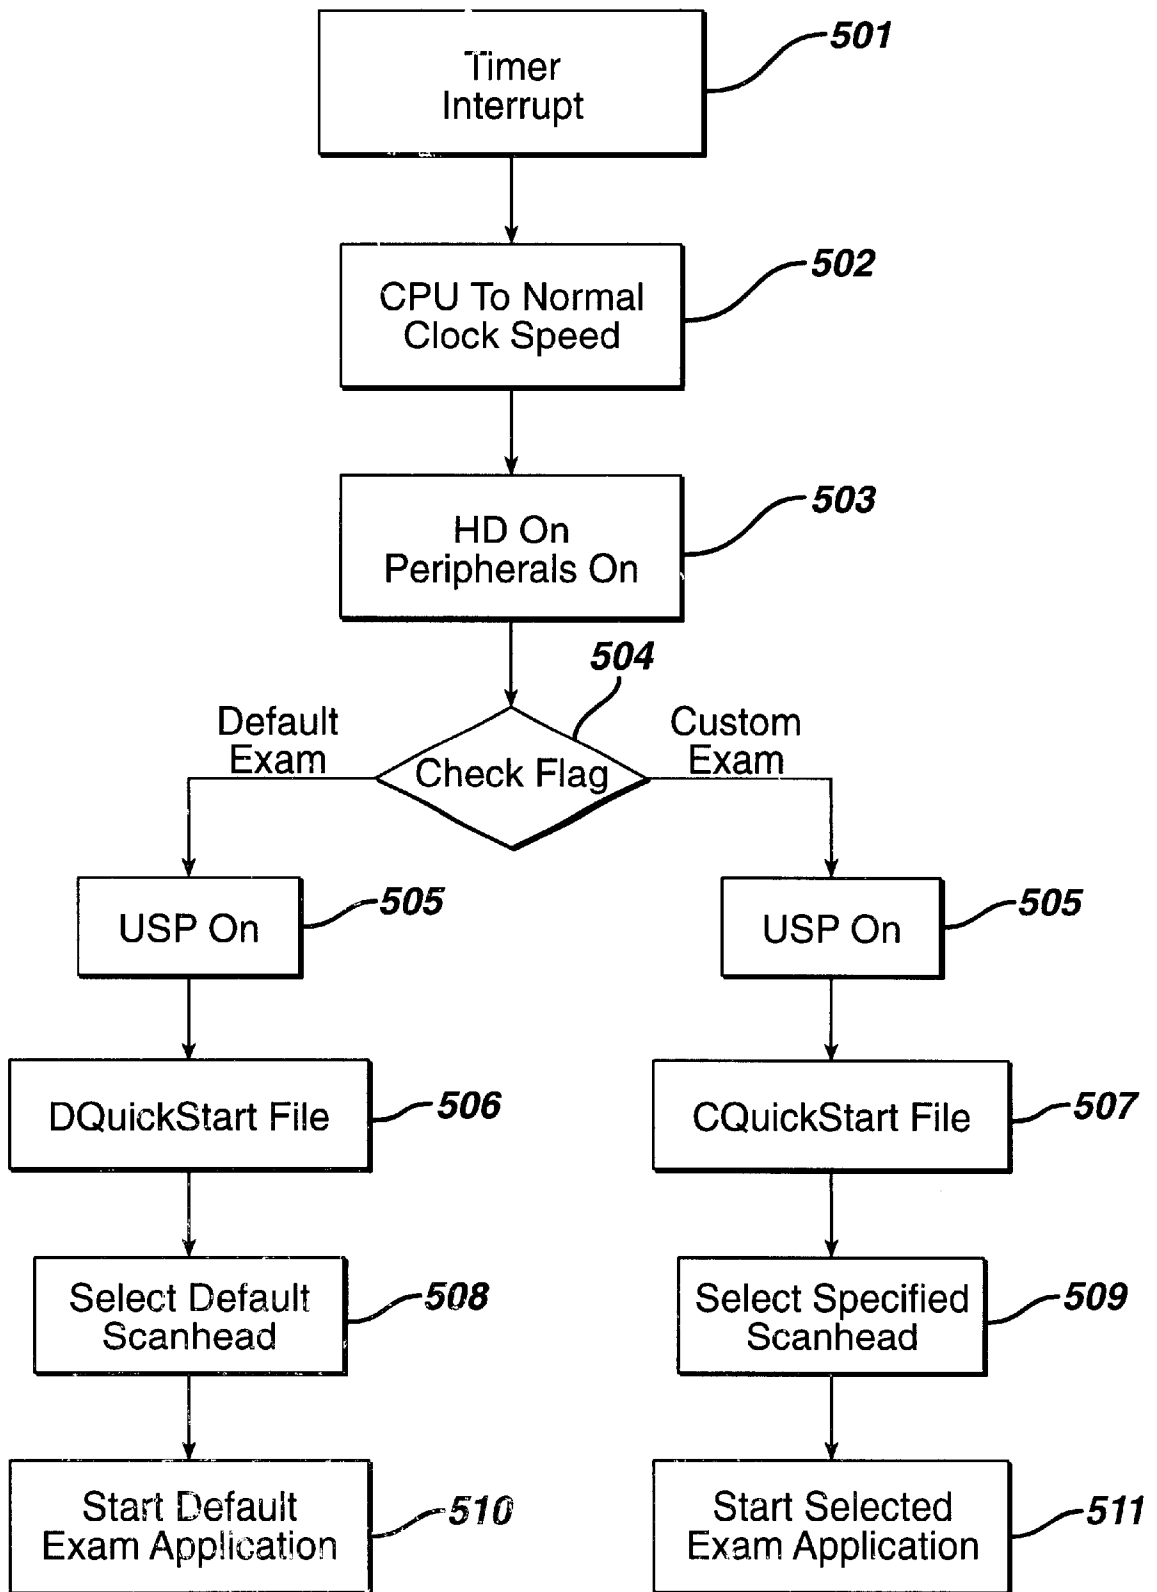 Timer
Interrupt
501
CPU To Normal
Clock Speed
502
HD On
Peripherals On
503
504
Default
Exam
Check Flag
Custom
Exam
USP On
505
USP On
505
DQuickStart File
506
CQuickStart File
507
Select Default
Scanhead
508
Select Specified
Scanhead
509
Start Default
Exam Application
510
Start Selected
Exam Application
511